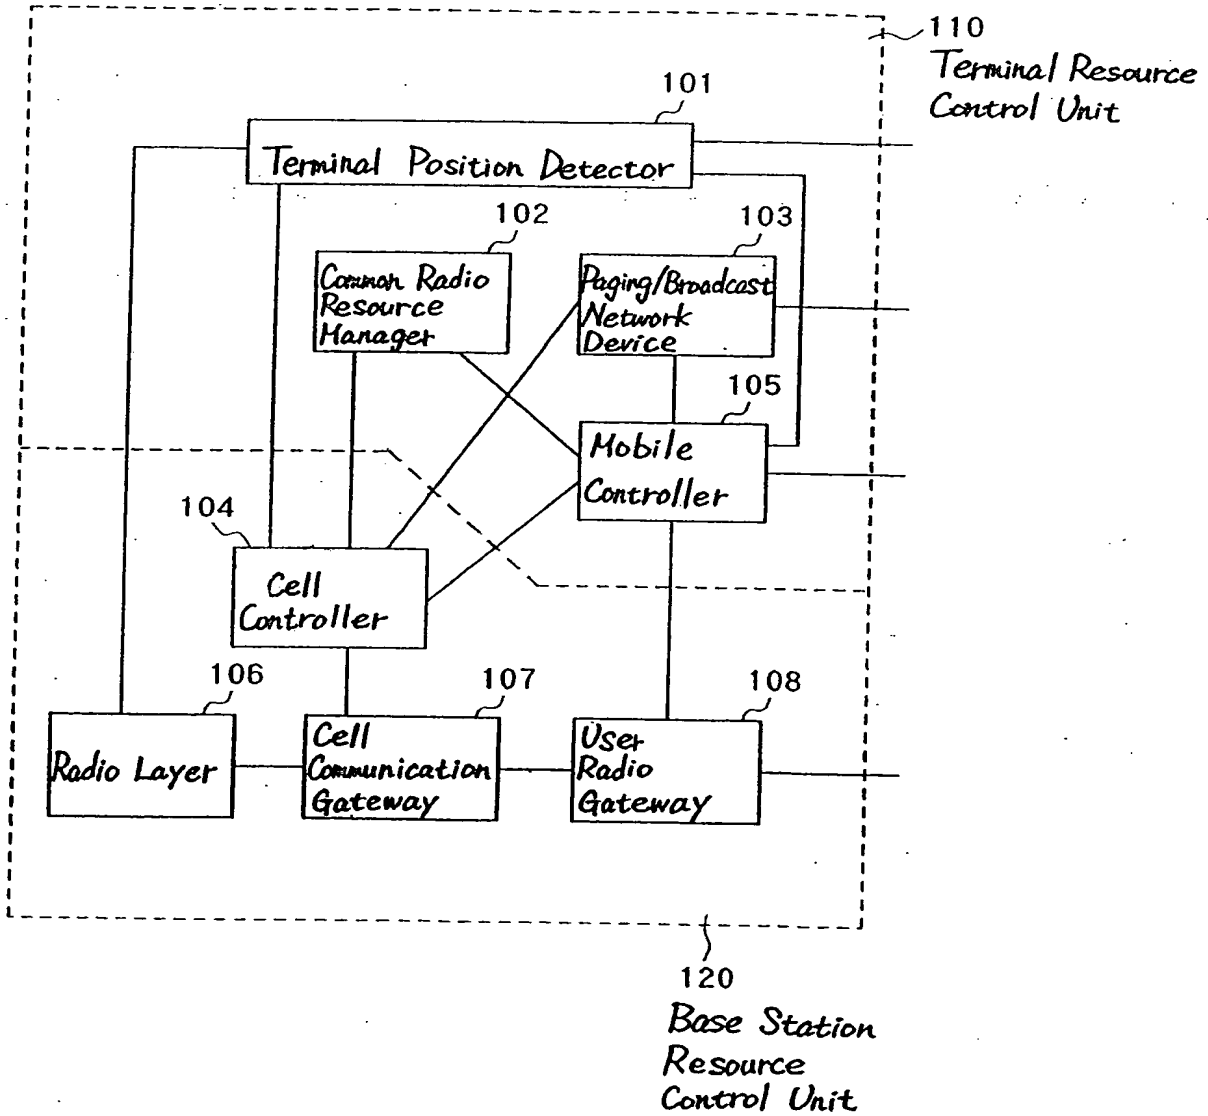 110
Terminal Resource
Control Unit
101
Terminal Position Detector
102
103
Common Radio
Resource
Manager
Paging/Broadcast
Network
Device
105
Mobile
Controller
104
Cell
Controller
106
107
108
Radio Layer
Cell
Communication
Gateway
User
Radio
Gateway
120
Base Station
Resource
Control Unit